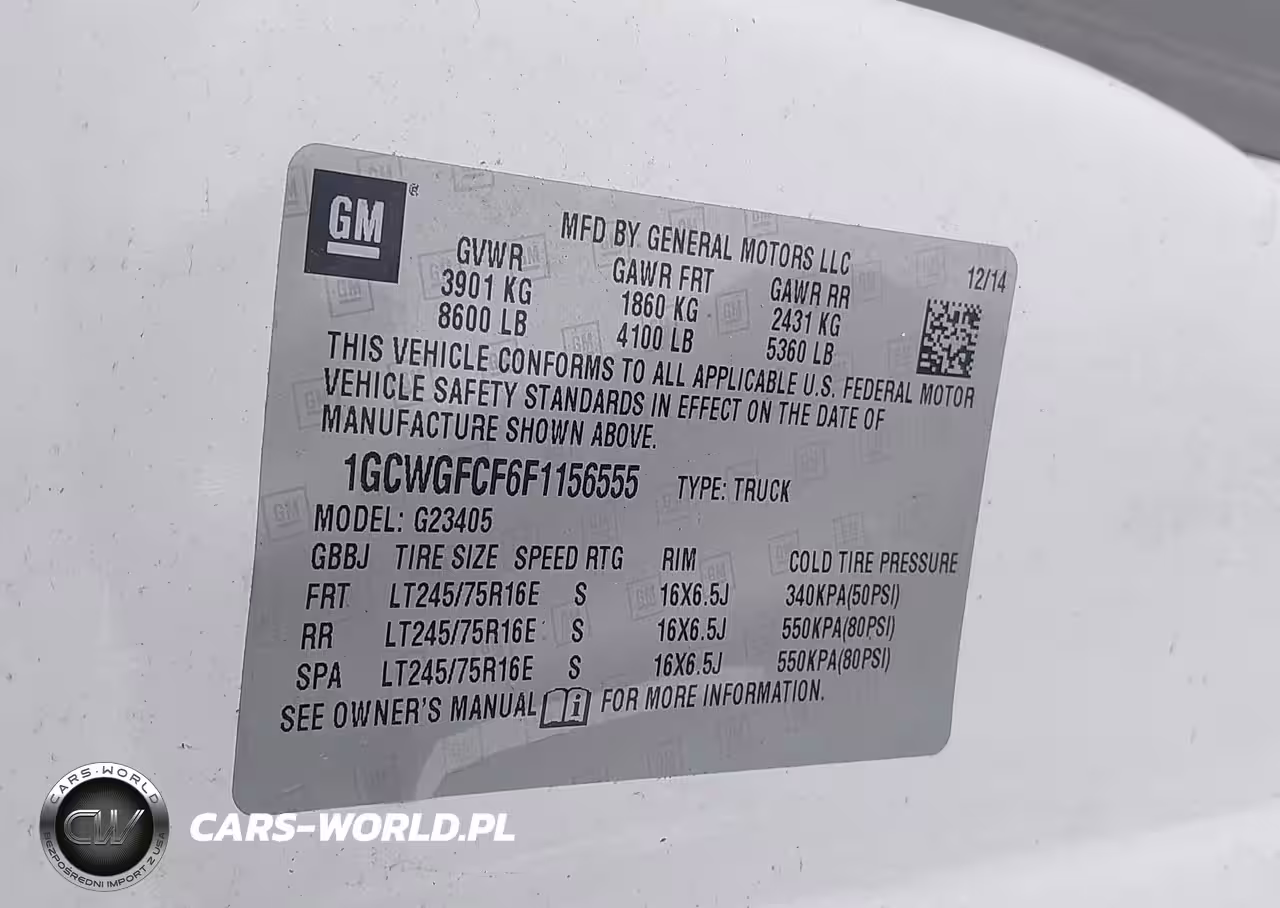 GM
MFD BY GENERAL MOTORS LLC
12/14
GVWR GAWR FRT GAWR RR
3901 KG 1860 KG 2431 KG
8600 LB 4100 LB 5360 LB
THIS VEHICLE CONFORMS TO ALL APPLICABLE U.S. FEDERAL MOTOR
VEHICLE SAFETY STANDARDS IN EFFECT ON THE DATE OF
MANUFACTURE SHOWN ABOVE.
1GCWGFCF6F1156555 TYPE: TRUCK
MODEL: G23405
GBBJ TIRE SIZE SPEED RTG RIM COLD TIRE PRESSURE
FRT LT245/75R16E S 16X6.5J 340KPA(50PSI)
RR LT245/75R16E S 16X6.5J 550KPA(80PSI)
SPA LT245/75R16E S 16X6.5J 550KPA(80PSI)
SEE OWNER'S MANUAL i FOR MORE INFORMATION.
CARS-WORLD
CW
BEZPOŚREDNI IMPORT Z USA
CARS-WORLD.PL